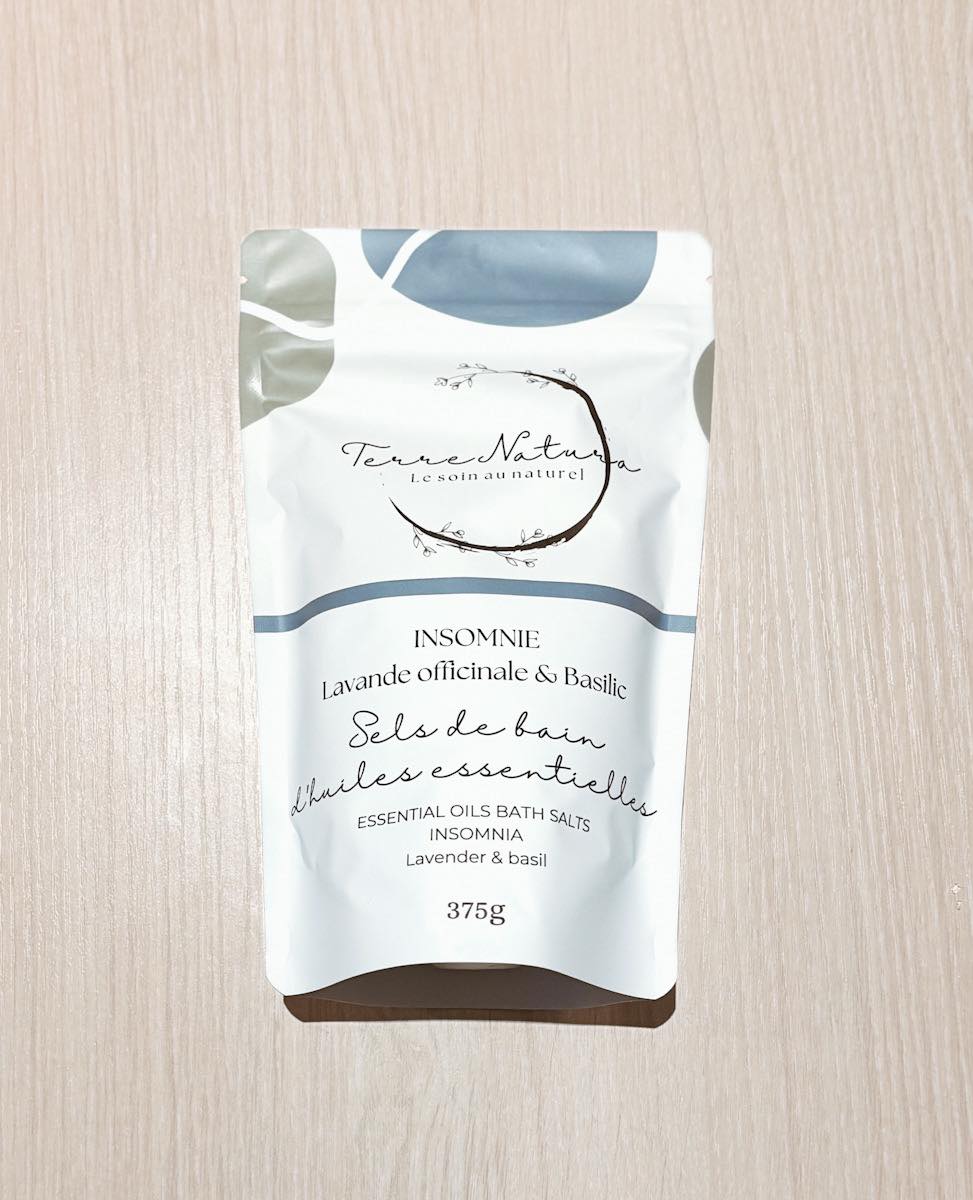 Terre Natura
Le soin au naturel
INSOMNIE
Lavande officinale & Basilic
Sels de bain
d'huiles essentielles
ESSENTIAL OILS BATH SALTS
INSOMNIA
Lavender & basil
375g